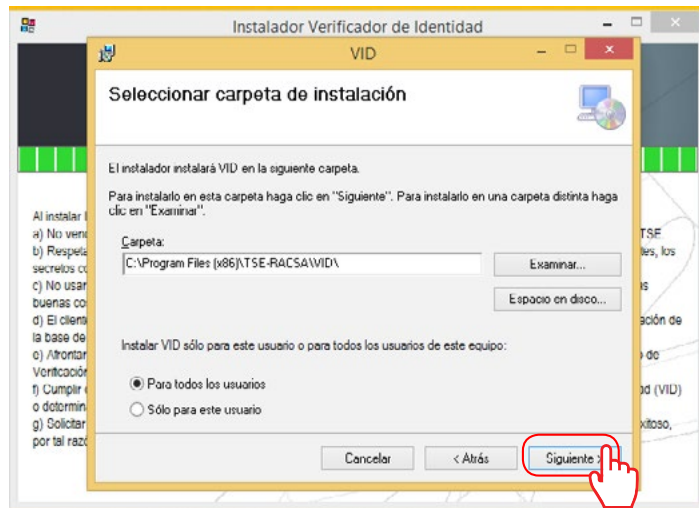 Instalador Verificador de Identidad
VID
Seleccionar carpeta de instalación
El instalador instalará VID en la siguiente carpeta.
Para instalarlo en esta carpeta haga clic en "Siguiente". Para instalarlo en una carpeta distinta haga
clic en "Examinar".
Carpeta:
C:\Program Files (x86)\TSE-RACSA\VID\
Examinar...
Espacio en disco...
Instalar VID sólo para este usuario o para todos los usuarios de este equipo:
Para todos los usuarios
Sólo para este usuario
Cancelar
< Atrás
Siguiente >
Al instalar
a) No
TSE
b)
los
secretos
c) No usar
buenas
d) El
ación de
la base de
e) Afrontar
de
f) Cumplir
(VID)
o
g) Solicitar
por tal